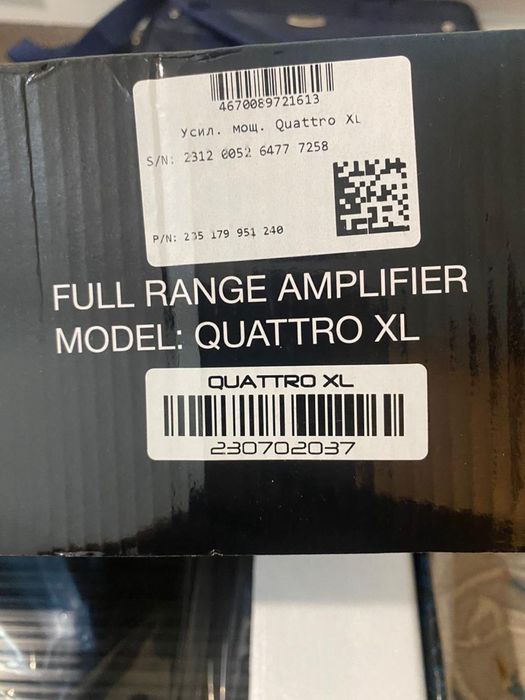 4670089721613
Усил. мощ. Quattro XL
S/N: 2312 0052 6477 7258
P/N: 235 179 951 240
FULL RANGE AMPLIFIER
MODEL: QUATTRO XL
QUATTRO XL
230702037